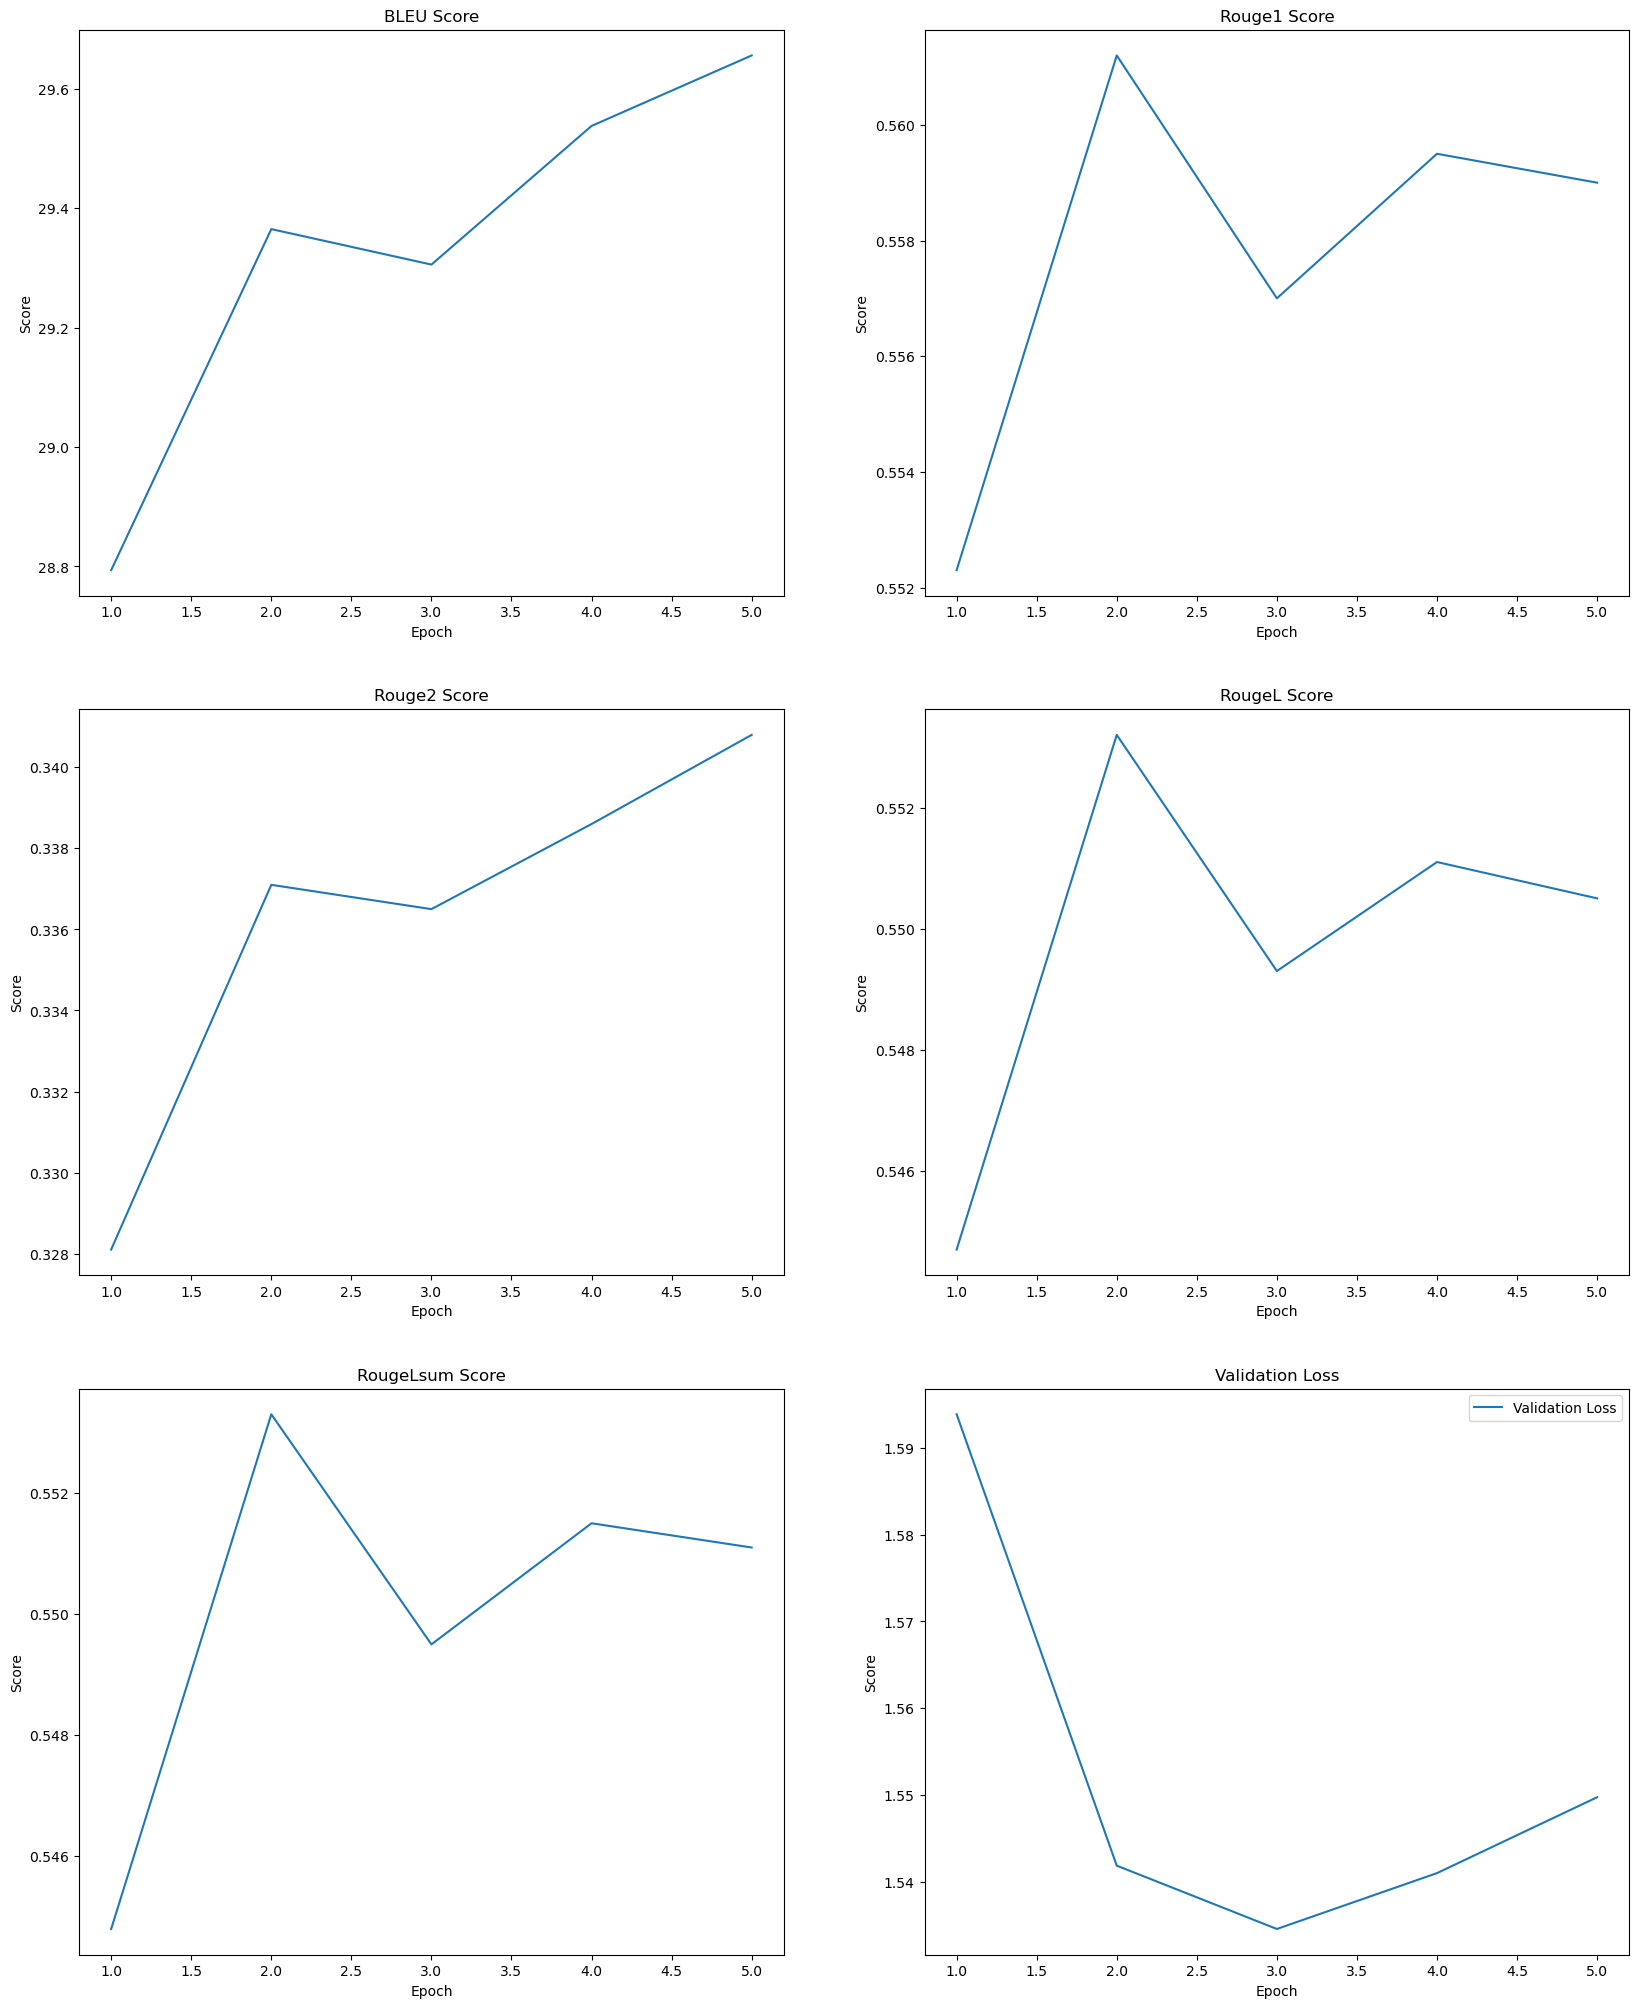 BLEU Score
29.6
29.4
29.2
29.0
28.8
Score
1.0 1.5 2.0 2.5 3.0 3.5 4.0 4.5 5.0
Epoch
Rouge1 Score
0.560
0.558
0.556
0.554
0.552
Score
1.0 1.5 2.0 2.5 3.0 3.5 4.0 4.5 5.0
Epoch
Rouge2 Score
0.340
0.338
0.336
0.334
0.332
0.330
0.328
Score
1.0 1.5 2.0 2.5 3.0 3.5 4.0 4.5 5.0
Epoch
RougeL Score
0.552
0.550
0.548
0.546
Score
1.0 1.5 2.0 2.5 3.0 3.5 4.0 4.5 5.0
Epoch
RougeLsum Score
0.552
0.550
0.548
0.546
Score
1.0 1.5 2.0 2.5 3.0 3.5 4.0 4.5 5.0
Epoch
Validation Loss
Validation Loss
1.59
1.58
1.57
1.56
1.55
1.54
Score
1.0 1.5 2.0 2.5 3.0 3.5 4.0 4.5 5.0
Epoch